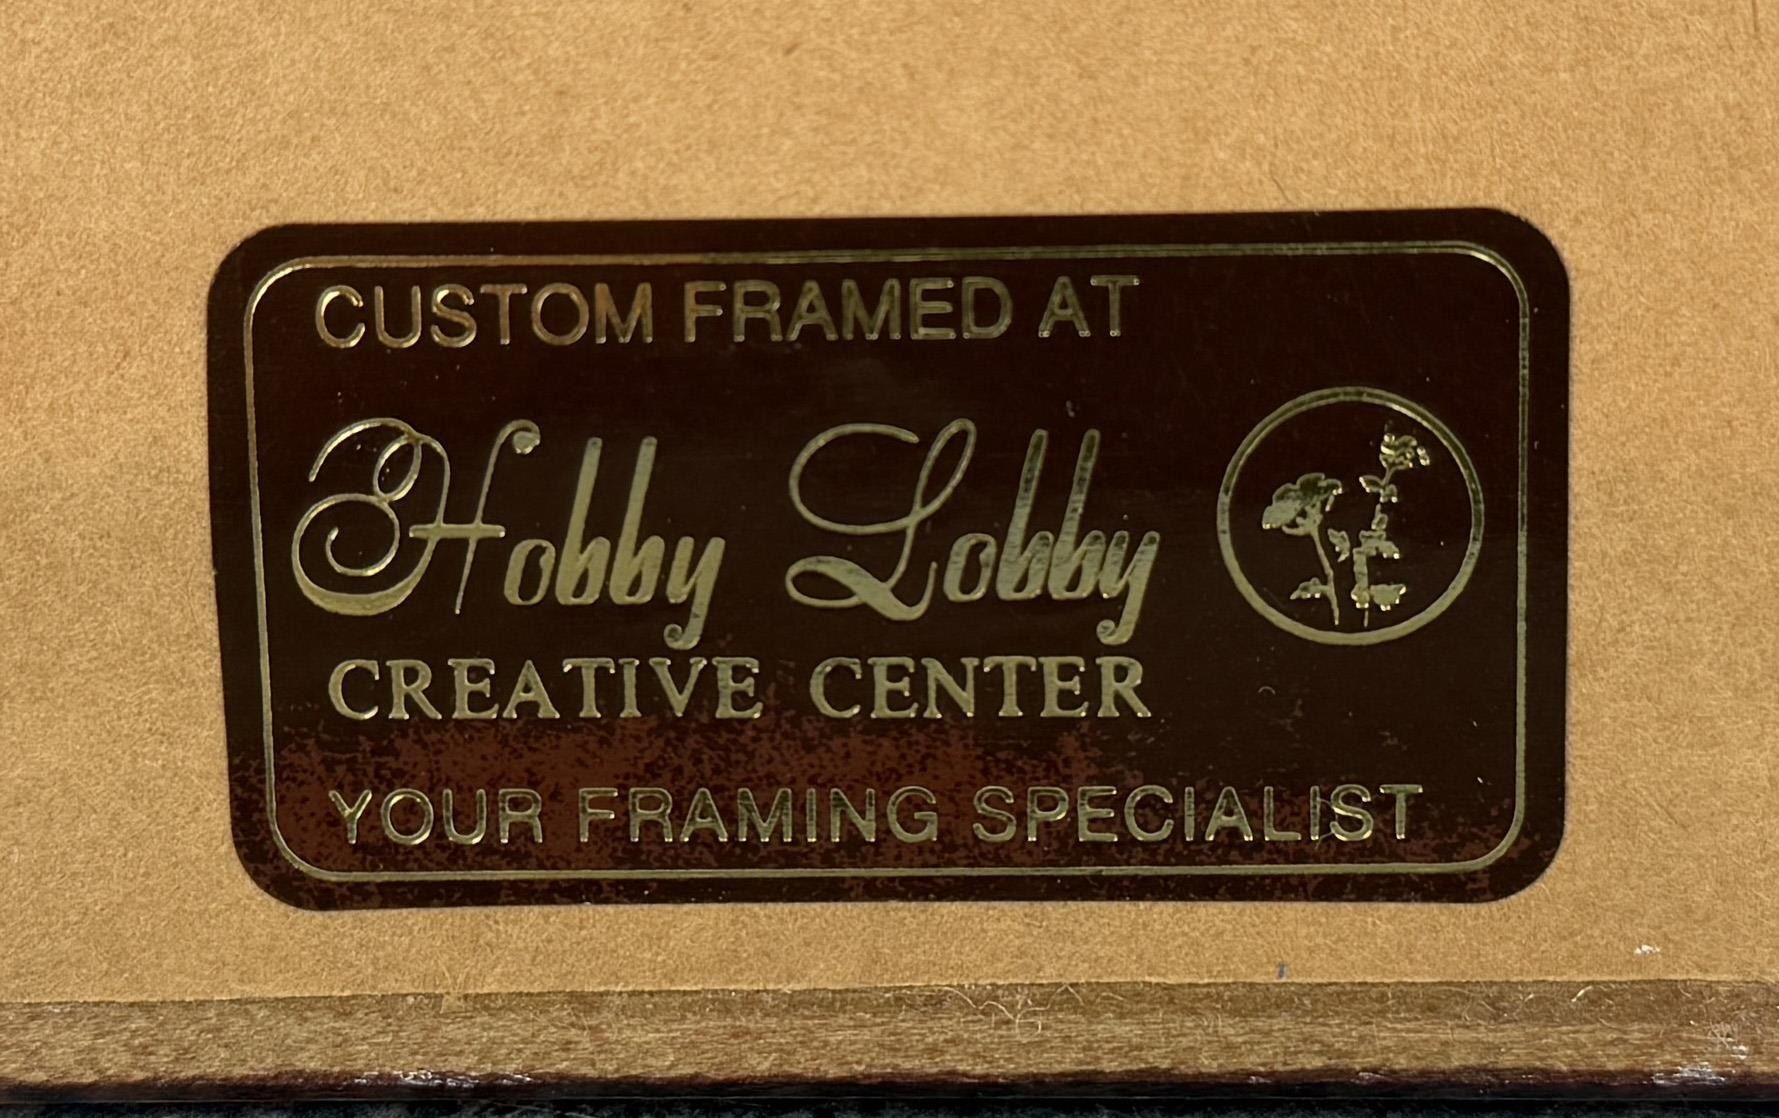 CUSTOM FRAMED AT
Hobby Lobby
CREATIVE CENTER
YOUR FRAMING SPECIALIST